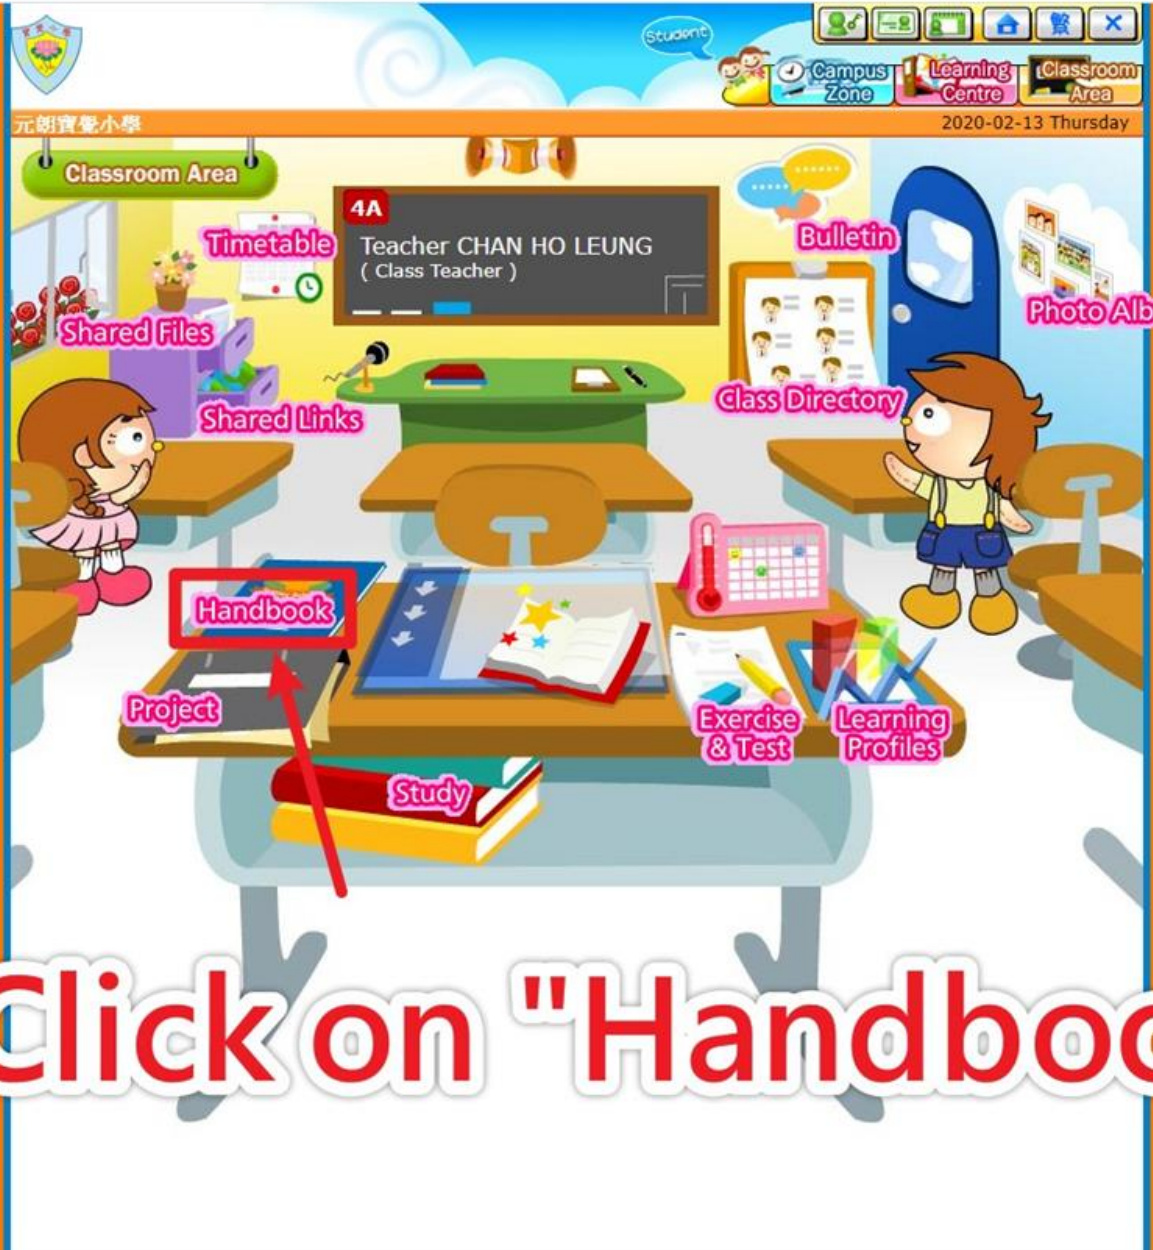 Student
繁
Campus
Zone
Learning
Centre
Classroom
Area
元朗寶覺小學
2020-02-13 Thursday
Classroom Area
4A
Timetable
Teacher CHAN HO LEUNG
( Class Teacher )
Bulletin
Shared Files
Photo Alb
Shared Links
Class Directory
Handbook
Project
Exercise
& Test
Learning
Profiles
Study
Click on "Handboo